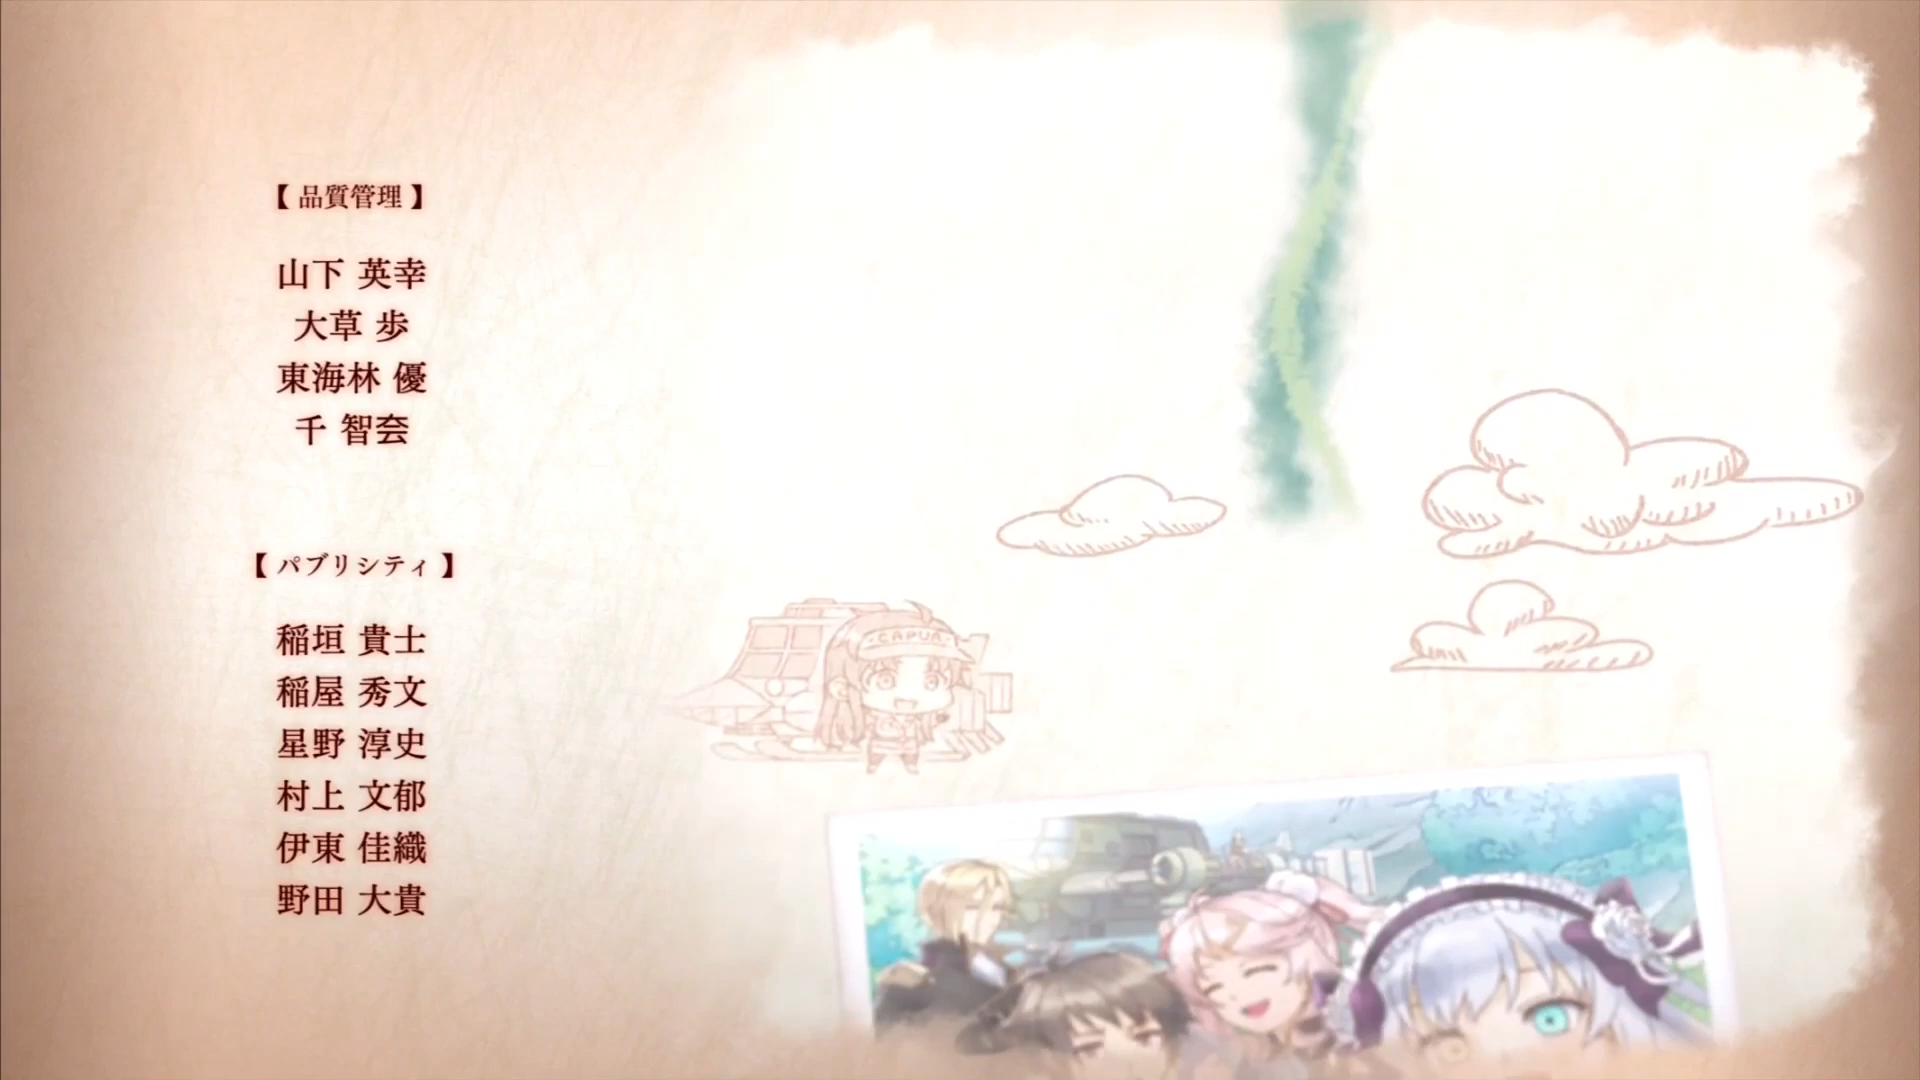 【 品質管理 】
山下 英幸
大草 歩
東海林 優
千 智奈
【 パブリシティ 】
稲垣 貴士
稲屋 秀文
星野 淳史
村上 文郁
伊東 佳織
野田 大貴
CAPUA